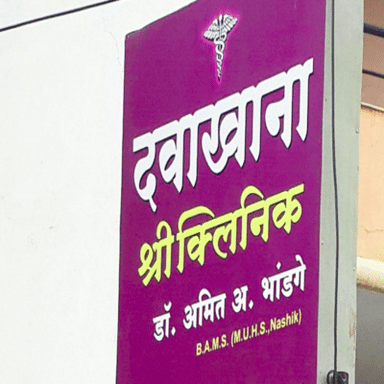 दवाखाना
श्री क्लिनिक
डॉ. अमित अ. भांडगे
B.A.M.S. (M.U.H.S.,Nashik)